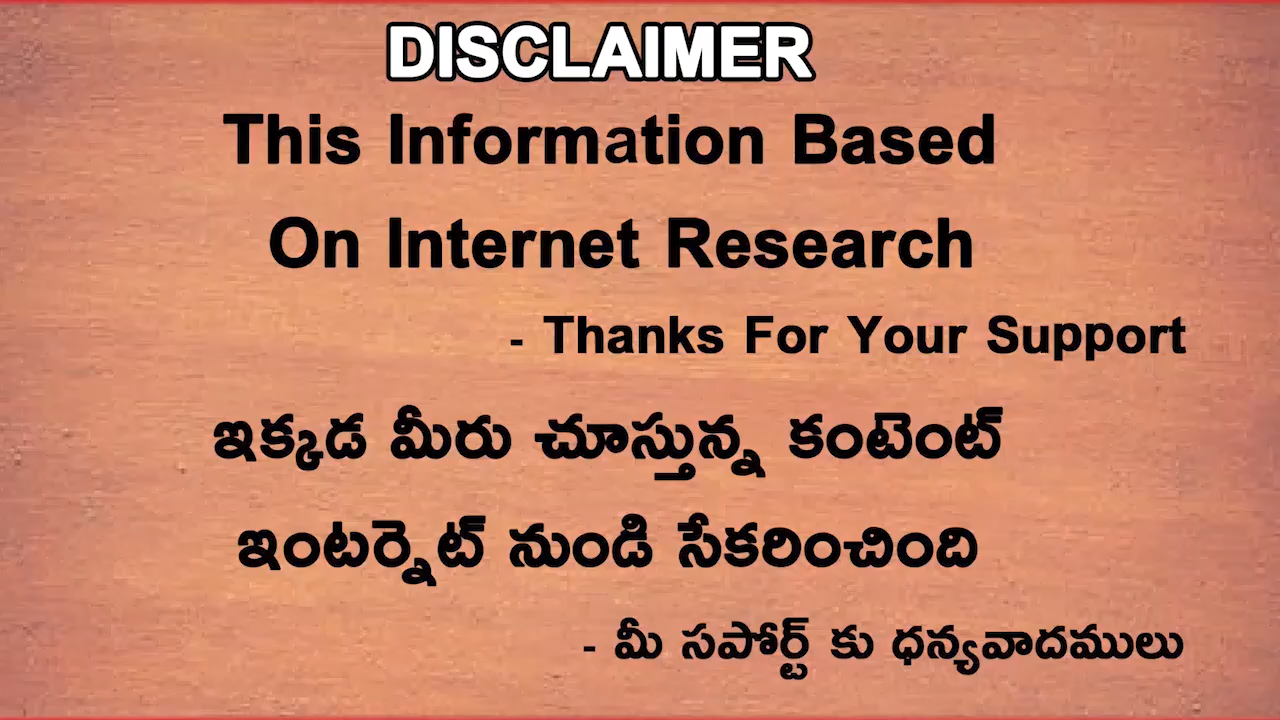 DISCLAIMER
This Information Based
On Internet Research
- Thanks For Your Support
ఇక్కడ మీరు చూస్తున్న కంటెంట్
ఇంటర్నెట్ నుండి సేకరించింది
- మీ సపోర్ట్ కు ధన్యవాదములు